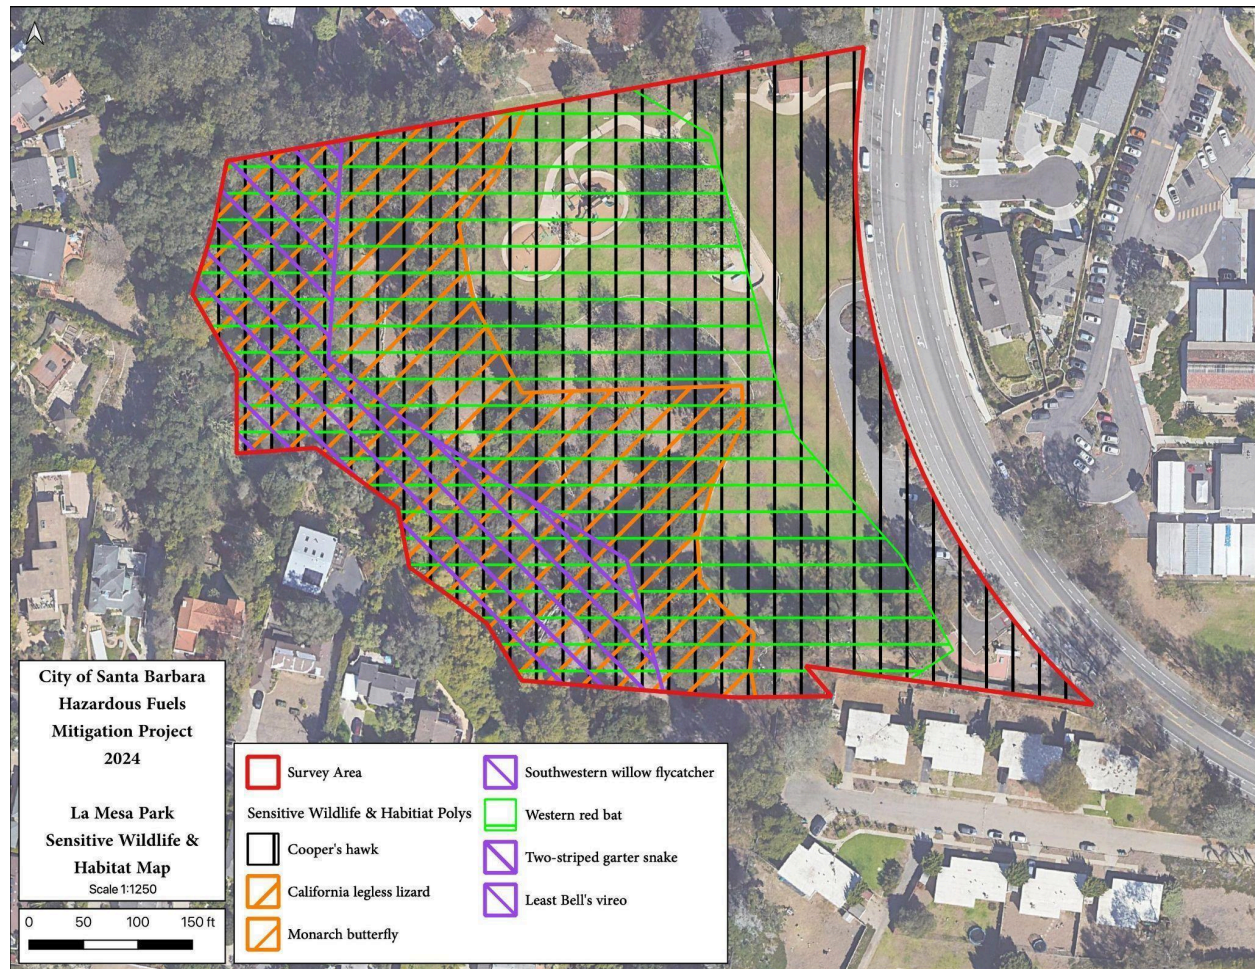 City of Santa Barbara
Hazardous Fuels
Mitigation Project
2024
La Mesa Park
Sensitive Wildlife &
Habitat Map
Scale 1:1250
0 50 100 150 ft
Survey Area
Sensitive Wildlife & Habitiat Polys
Cooper's hawk
California legless lizard
Monarch butterfly
Southwestern willow flycatcher
Western red bat
Two-striped garter snake
Least Bell's vireo